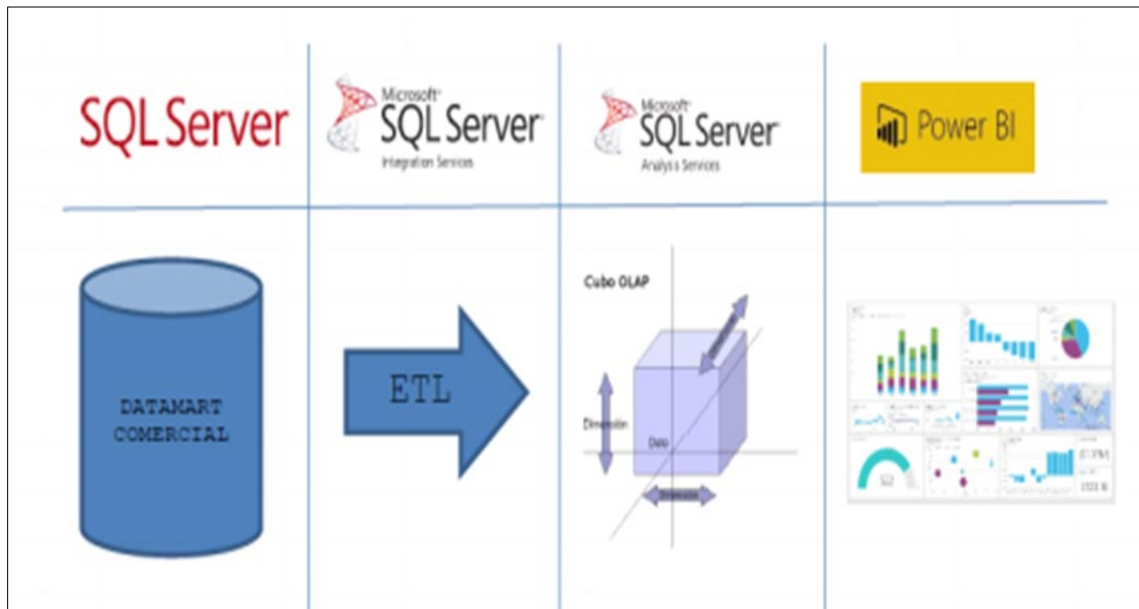 SQL Server
Microsoft®
SQL Server®
Integration Services
Microsoft®
SQL Server®
Analysis Services
Power BI
DATAMART
COMERCIAL
ETL
Cubo OLAP
Dimensión
Dato
Dimensión